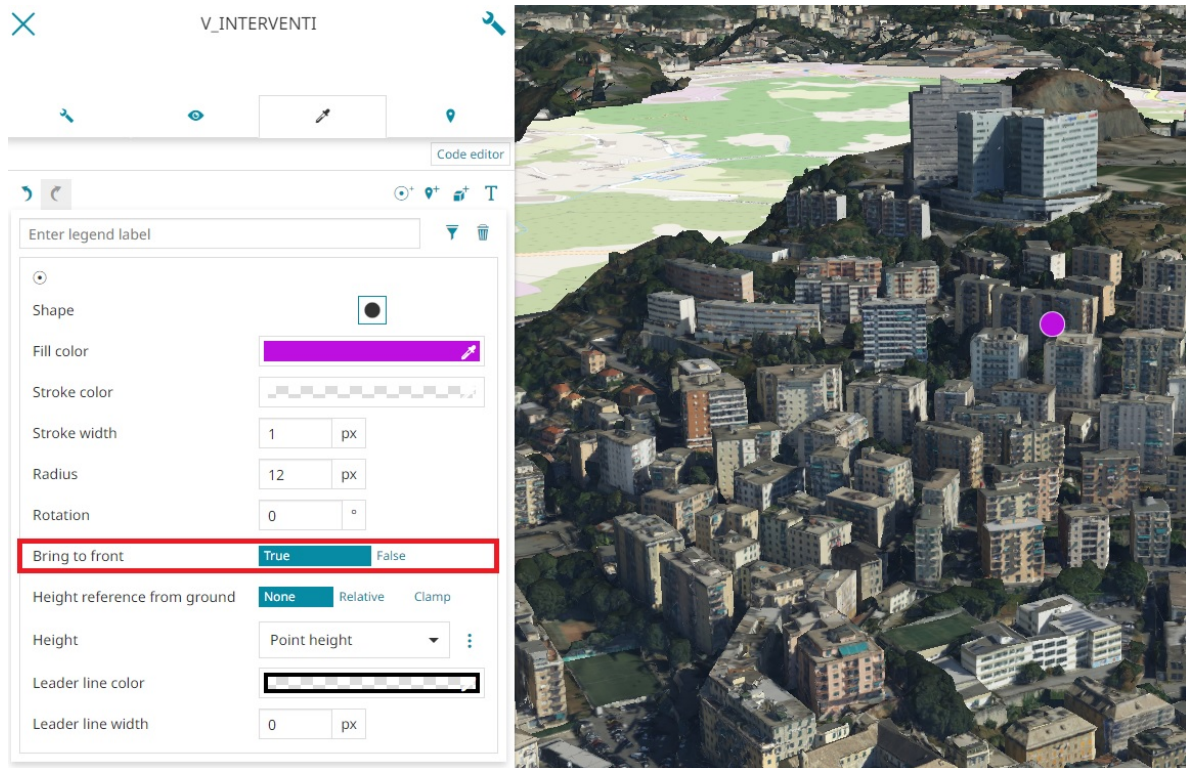 V_INTERVENTI
Code editor
T
Enter legend label
Shape
Fill color
Stroke color
Stroke width 1 px
Radius 12 px
Rotation 0 °
Bring to front True False
Height reference from ground None Relative Clamp
Height Point height
Leader line color
Leader line width 0 px